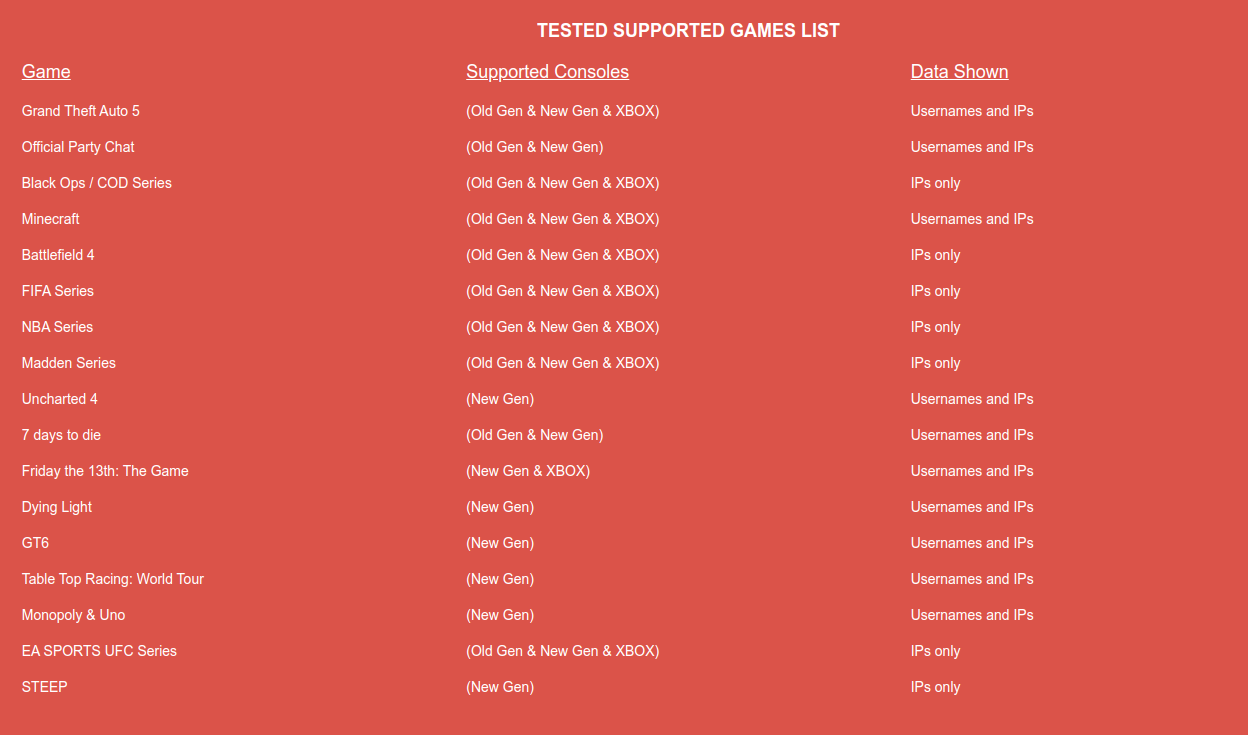 TESTED SUPPORTED GAMES LIST
Game Supported Consoles Data Shown
Grand Theft Auto 5 (Old Gen & New Gen & XBOX) Usernames and IPs
Official Party Chat (Old Gen & New Gen) Usernames and IPs
Black Ops / COD Series (Old Gen & New Gen & XBOX) IPs only
Minecraft (Old Gen & New Gen & XBOX) Usernames and IPs
Battlefield 4 (Old Gen & New Gen & XBOX) IPs only
FIFA Series (Old Gen & New Gen & XBOX) IPs only
NBA Series (Old Gen & New Gen & XBOX) IPs only
Madden Series (Old Gen & New Gen & XBOX) IPs only
Uncharted 4 (New Gen) Usernames and IPs
7 days to die (Old Gen & New Gen) Usernames and IPs
Friday the 13th: The Game (New Gen & XBOX) Usernames and IPs
Dying Light (New Gen) Usernames and IPs
GT6 (New Gen) Usernames and IPs
Table Top Racing: World Tour (New Gen) Usernames and IPs
Monopoly & Uno (New Gen) Usernames and IPs
EA SPORTS UFC Series (Old Gen & New Gen & XBOX) IPs only
STEEP (New Gen) IPs only